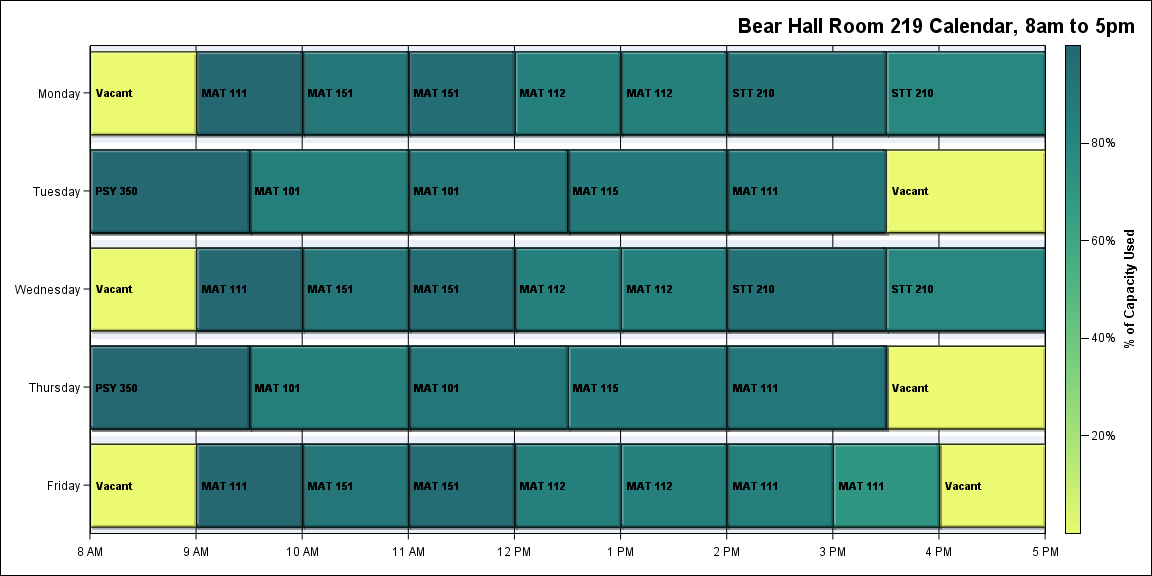 Bear Hall Room 219 Calendar, 8am to 5pm
Monday Vacant MAT 111 MAT 151 MAT 151 MAT 112 MAT 112 STT 210 STT 210
80%
Tuesday PSY 350 MAT 101 MAT 101 MAT 115 MAT 111 Vacant
60%
Wednesday Vacant MAT 111 MAT 151 MAT 151 MAT 112 MAT 112 STT 210 STT 210
% of Capacity Used
40%
Thursday PSY 350 MAT 101 MAT 101 MAT 115 MAT 111 Vacant
20%
Friday Vacant MAT 111 MAT 151 MAT 151 MAT 112 MAT 112 MAT 111 MAT 111 Vacant
8 AM 9 AM 10 AM 11 AM 12 PM 1 PM 2 PM 3 PM 4 PM 5 PM